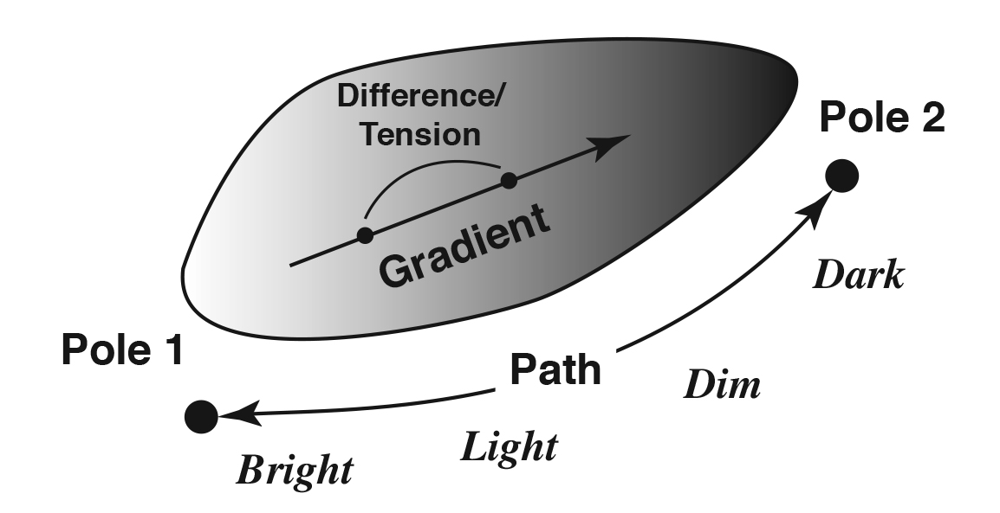 Difference/
Tension
Pole 2
Gradient
Dark
Pole 1
Path
Dim
Light
Bright